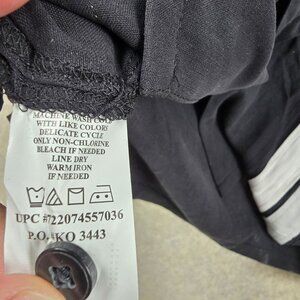 MACHINE WASH COLD
WITH LIKE COLORS
DELICATE CYCLE
ONLY NON-CHLORINE
BLEACH IF NEEDED
LINE DRY
WARM IRON
IF NEEDED
UPC #722074557036
P.O. #KO 3443